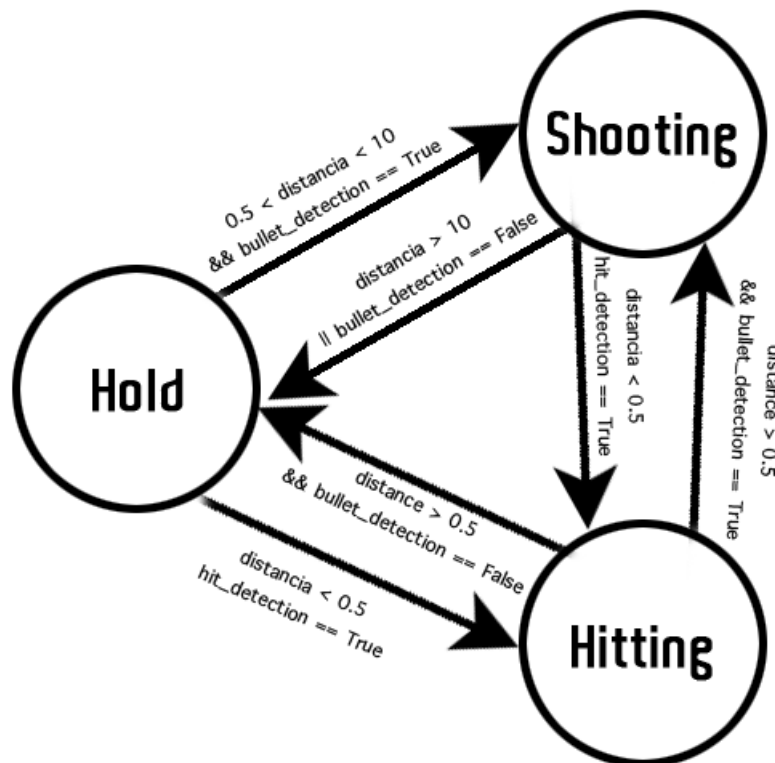 Shooting
0.5 < distancia < 10
&& bullet_detection == True
distancia > 10
|| bullet_detection == False
distancia < 0.5
hit_detection == True
distance > 0.5
&& bullet_detection == True
Hold
distance > 0.5
&& bullet_detection == False
distancia < 0.5
hit_detection == True
Hitting